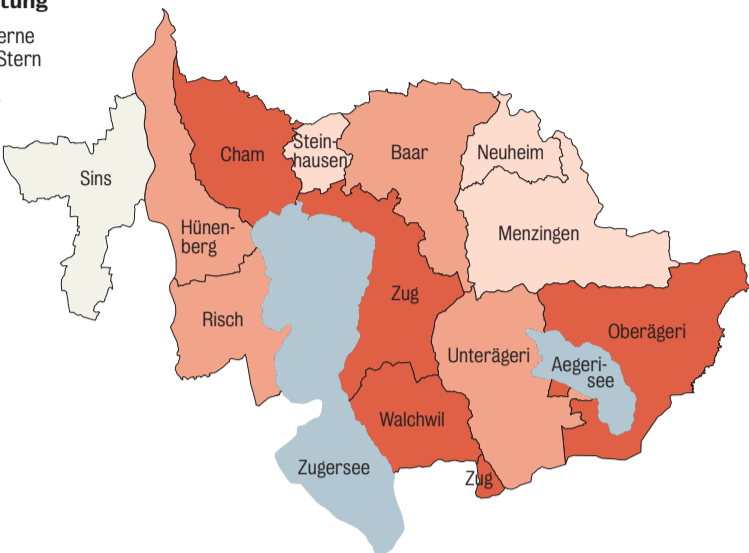 tung
erne
Stern
Cham
Stein-
hausen
Baar
Neuheim
Sins
Hünen-
berg
Menzingen
Zug
Risch
Oberägeri
Unterägeri
Aegeri-
see
Walchwil
Zugersee
Zug